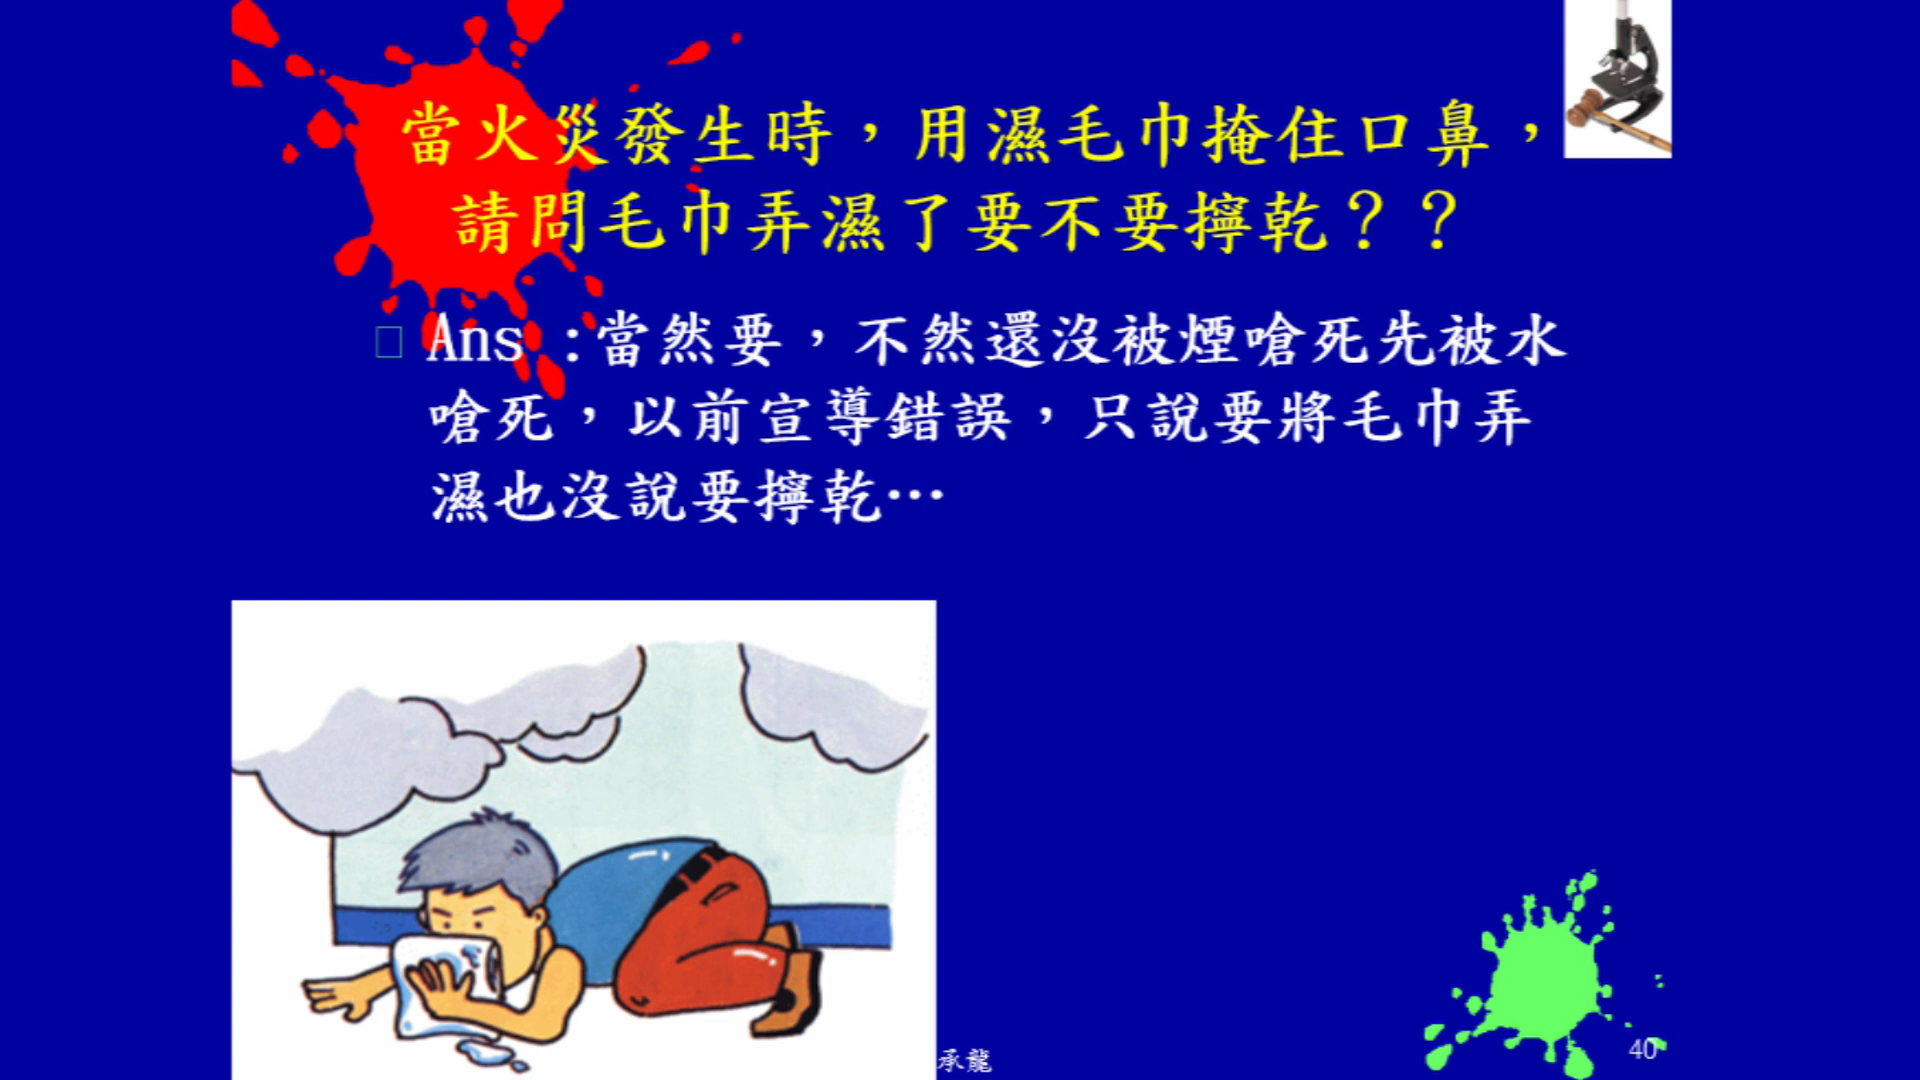 當火災發生時，用濕毛巾掩住口鼻，
請問毛巾弄濕了要不要擰乾？？
Ans :當然要，不然還沒被煙嗆死先被水
嗆死，以前宣導錯誤，只說要將毛巾弄
濕也沒說要擰乾…
承龍
40